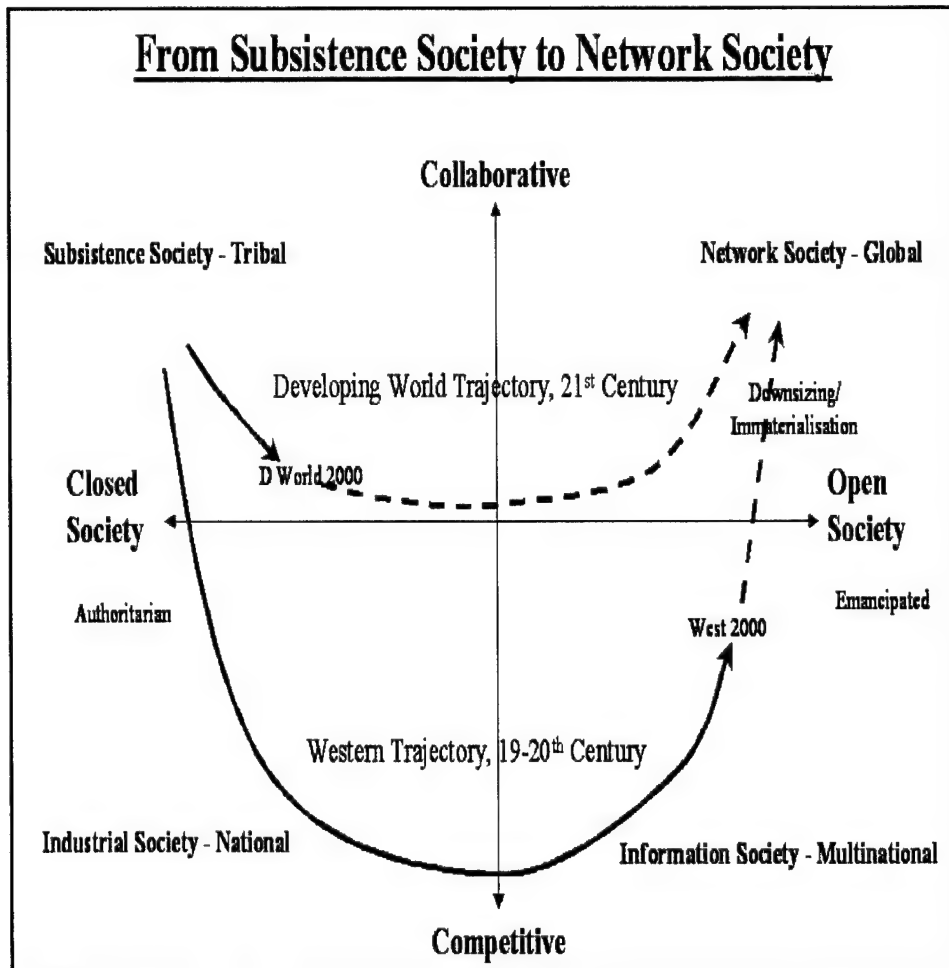 From Subsistence Society to Network Society
Collaborative
Subsistence Society - Tribal
Network Society - Global
Developing World Trajectory, 21st Century
Downsizing/
Immaterialisation
D World 2000
Closed
Society
Open
Society
Authoritarian
Emancipated
West 2000
Western Trajectory, 19-20th Century
Industrial Society - National
Information Society - Multinational
Competitive